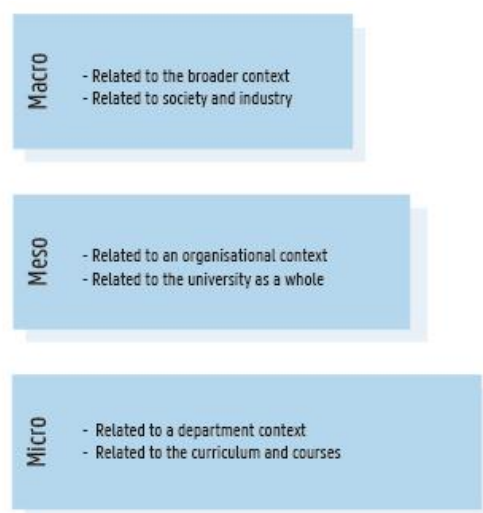 Macro
- Related to the broader context
- Related to society and industry
Meso
- Related to an organisational context
- Related to the university as a whole
Micro
- Related to a department context
- Related to the curriculum and courses